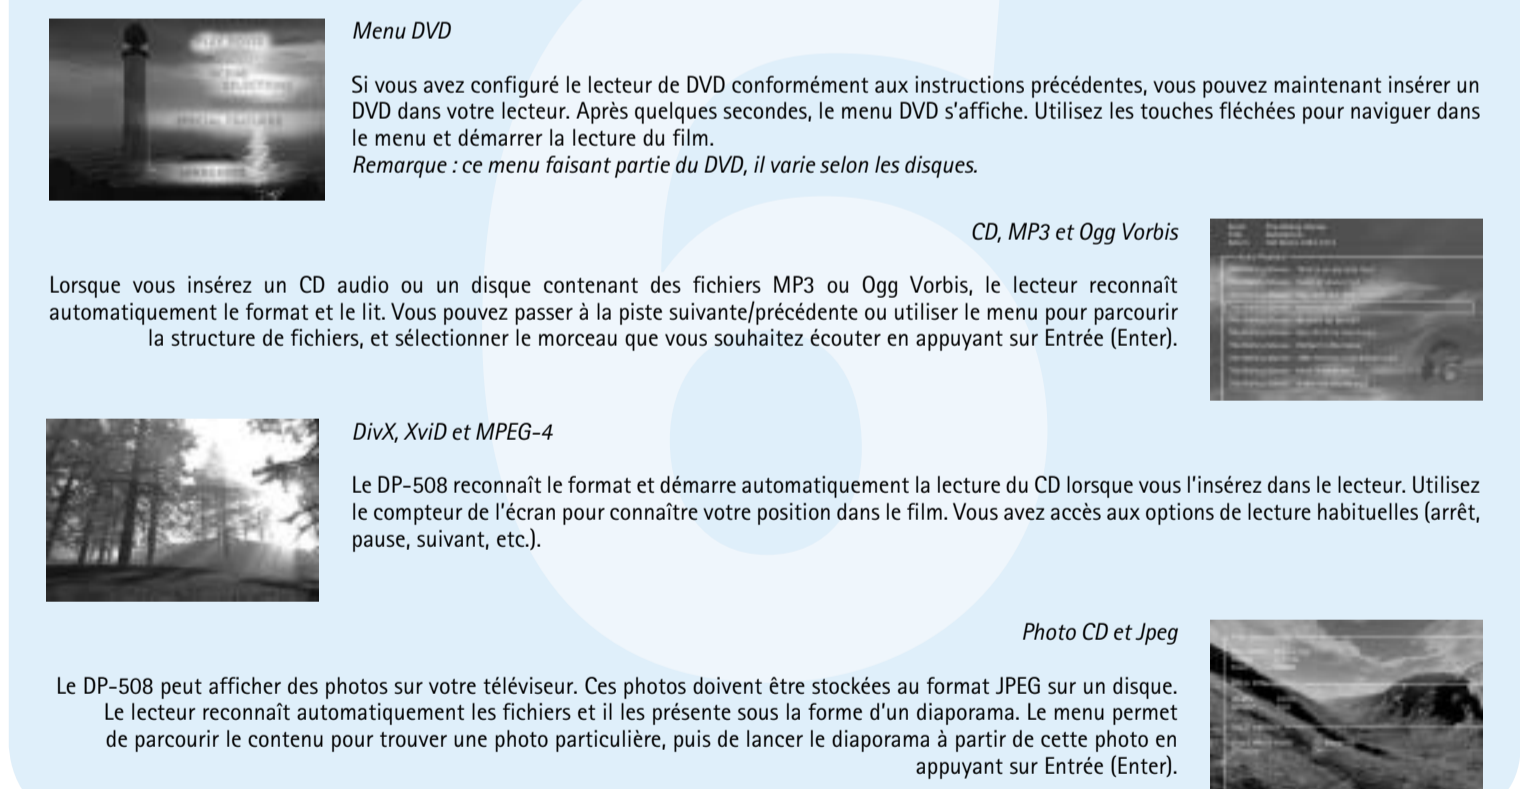 Menu DVD
Si vous avez configuré le lecteur de DVD conformément aux instructions précédentes, vous pouvez maintenant insérer un
DVD dans votre lecteur. Après quelques secondes, le menu DVD s'affiche. Utilisez les touches fléchées pour naviguer dans
le menu et démarrer la lecture du film.
Remarque : ce menu faisant partie du DVD, il varie selon les disques.
CD, MP3 et Ogg Vorbis
Lorsque vous insérez un CD audio ou un disque contenant des fichiers MP3 ou Ogg Vorbis, le lecteur reconnaît
automatiquement le format et le lit. Vous pouvez passer à la piste suivante/précédente ou utiliser le menu pour parcourir
la structure de fichiers, et sélectionner le morceau que vous souhaitez écouter en appuyant sur Entrée (Enter).
DivX, XviD et MPEG-4
Le DP-508 reconnaît le format et démarre automatiquement la lecture du CD lorsque vous l'insérez dans le lecteur. Utilisez
le compteur de l'écran pour connaître votre position dans le film. Vous avez accès aux options de lecture habituelles (arrêt,
pause, suivant, etc.).
Photo CD et Jpeg
Le DP-508 peut afficher des photos sur votre téléviseur. Ces photos doivent être stockées au format JPEG sur un disque.
Le lecteur reconnaît automatiquement les fichiers et il les présente sous la forme d'un diaporama. Le menu permet
de parcourir le contenu pour trouver une photo particulière, puis de lancer le diaporama à partir de cette photo en
appuyant sur Entrée (Enter).
6